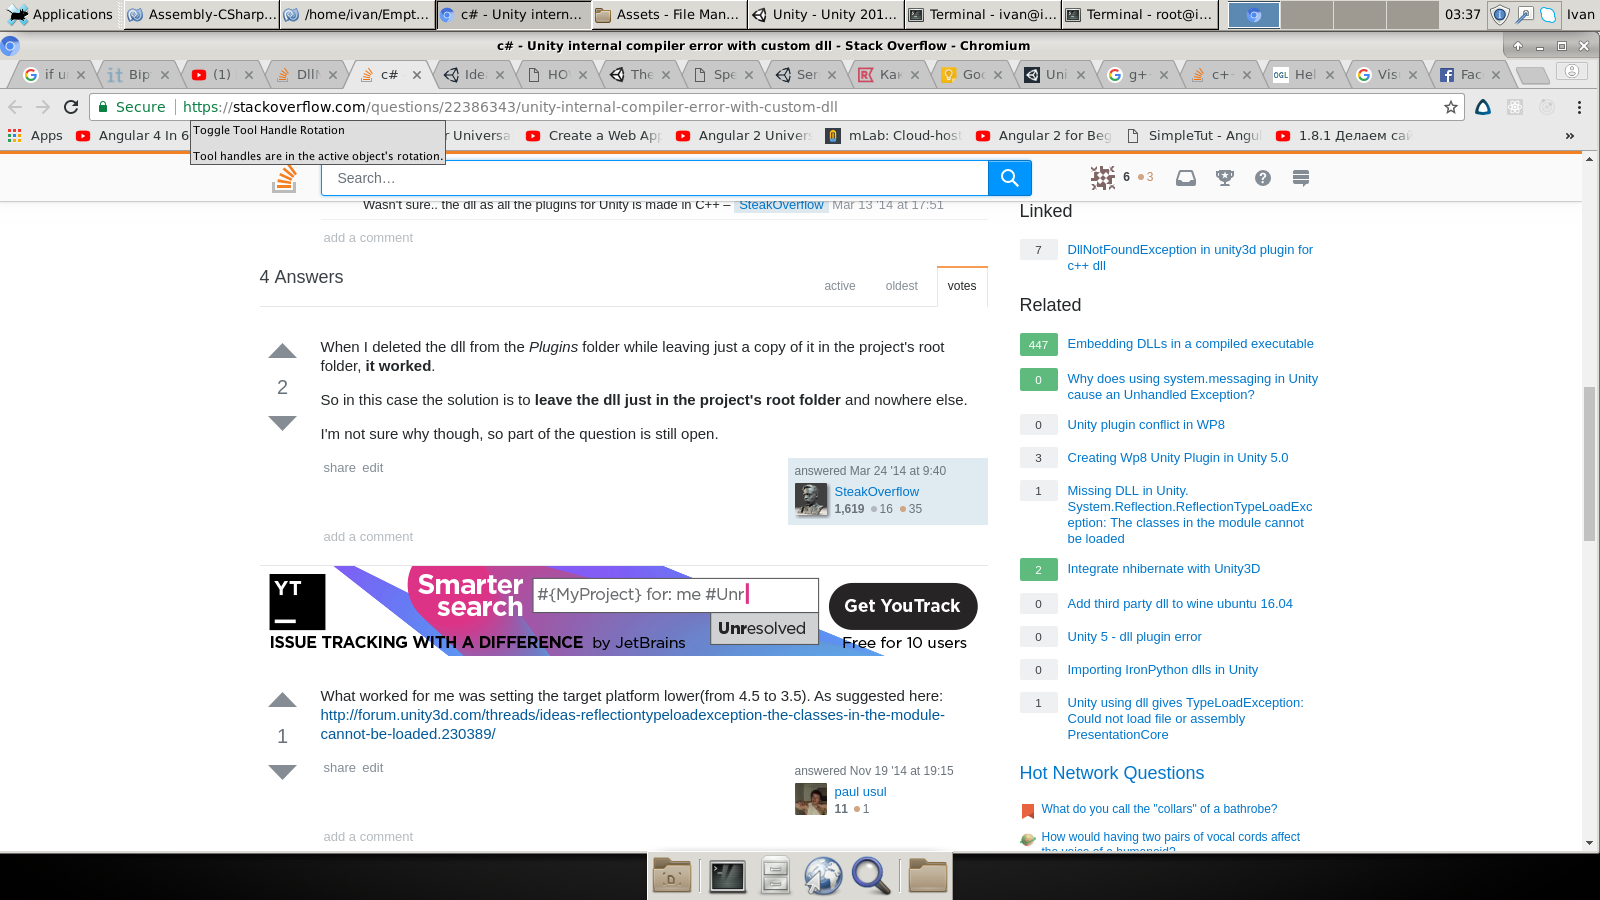 Applications
Assembly-CSharp...
/home/ivan/Empt...
c# - Unity intern...
Assets - File Man...
Unity - Unity 201...
Terminal - ivan@i...
Terminal - root@i...
03:37
Ivan
c# - Unity internal compiler error with custom dll - Stack Overflow - Chromium
if u
Bip
(1)
DllN
c#
Ide
HO
The
Spe
Ser
Ка
Goo
Uni
g+
c+
OGL
Hel
Vis
Fac
Secure
https://stackoverflow.com/questions/22386343/unity-internal-compiler-error-with-custom-dll
Apps
Angular 4 In 6
r Universa
Create a Web Ap
Angular 2 Univer
mLab: Cloud-host
Angular 2 for Beg
SimpleTut - Angu
1.8.1 Делаем са
»
Toggle Tool Handle Rotation
Tool handles are in the active object's rotation.
Search...
6
3
Wasn't sure.. the dll as all the plugins for Unity is made in C++ – SteakOverflow Mar 13 '14 at 17:51
add a comment
4 Answers
active
oldest
votes
When I deleted the dll from the Plugins folder while leaving just a copy of it in the project's root
folder, it worked.
2
So in this case the solution is to leave the dll just in the project's root folder and nowhere else.
I'm not sure why though, so part of the question is still open.
share edit
answered Mar 24 '14 at 9:40
SteakOverflow
1,619 16 35
add a comment
YT
Smarter
search
#{MyProject} for: me #Unr
Unresolved
Get YouTrack
ISSUE TRACKING WITH A DIFFERENCE by JetBrains
Free for 10 users
What worked for me was setting the target platform lower(from 4.5 to 3.5). As suggested here:
http://forum.unity3d.com/threads/ideas-reflectiontypeloadexception-the-classes-in-the-module-
cannot-be-loaded.230389/
1
share edit
answered Nov 19 '14 at 19:15
paul usul
11 1
add a comment
Linked
7
DllNotFoundException in unity3d plugin for
c++ dll
Related
447
Embedding DLLs in a compiled executable
0
Why does using system.messaging in Unity
cause an Unhandled Exception?
0
Unity plugin conflict in WP8
3
Creating Wp8 Unity Plugin in Unity 5.0
1
Missing DLL in Unity.
System.Reflection.ReflectionTypeLoadExc
eption: The classes in the module cannot
be loaded
2
Integrate nhibernate with Unity3D
0
Add third party dll to wine ubuntu 16.04
0
Unity 5 - dll plugin error
0
Importing IronPython dlls in Unity
1
Unity using dll gives TypeLoadException:
Could not load file or assembly
PresentationCore
Hot Network Questions
What do you call the "collars" of a bathrobe?
How would having two pairs of vocal cords affect
the voice of a humanoid?